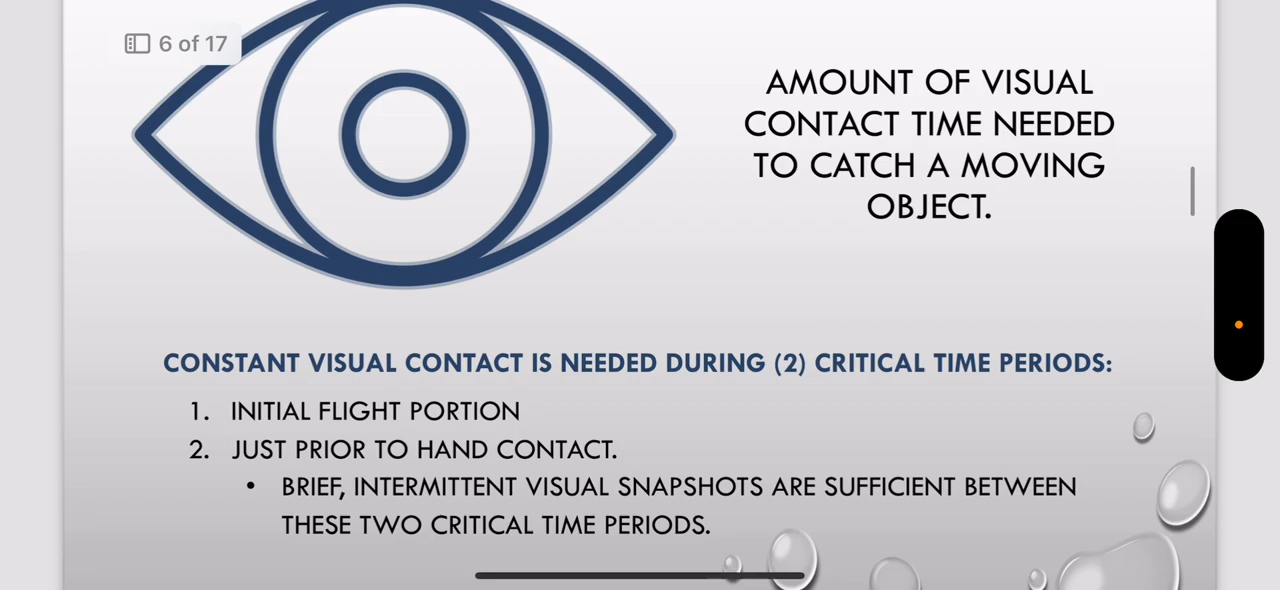 6 of 17
AMOUNT OF VISUAL
CONTACT TIME NEEDED
TO CATCH A MOVING
OBJECT.
CONSTANT VISUAL CONTACT IS NEEDED DURING (2) CRITICAL TIME PERIODS:
1. INITIAL FLIGHT PORTION
2. JUST PRIOR TO HAND CONTACT.
• BRIEF, INTERMITTENT VISUAL SNAPSHOTS ARE SUFFICIENT BETWEEN
THESE TWO CRITICAL TIME PERIODS.